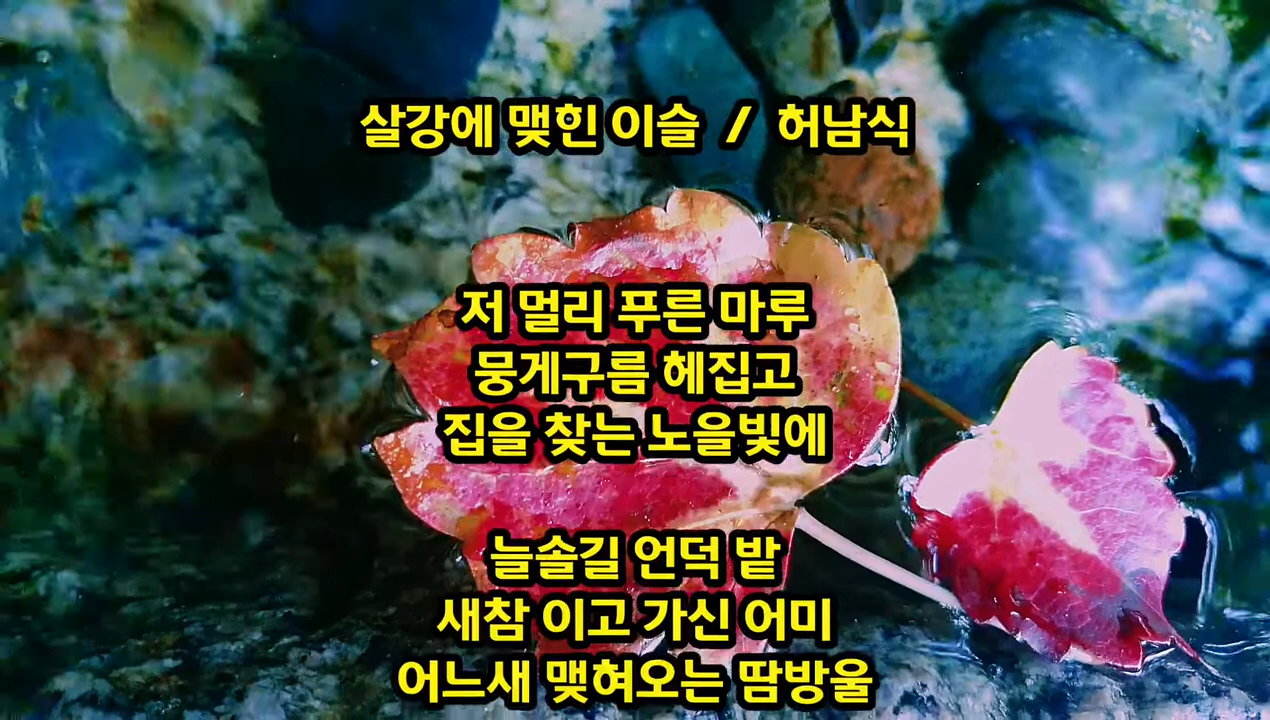 살강에 맺힌 이슬 / 허남식
저 멀리 푸른 마루
뭉게구름 헤집고
집을 찾는 노을빛에
늘솔길 언덕 밭
새참 이고 가신 어미
어느새 맺혀오는 땀방울